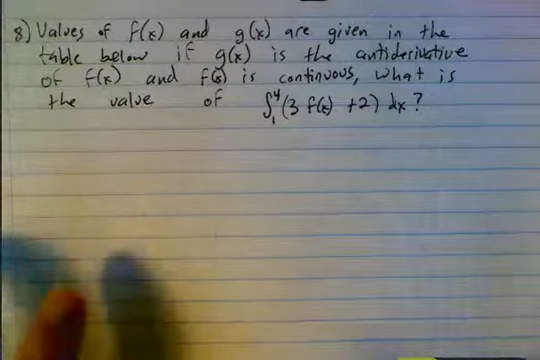 8) Values of f(x) and g(x) are given in the
table below if g(x) is the antiderivative
of f(x) and f(x) is continuous, what is
the value of ∫₁⁴(3 f(x) +2) dx?